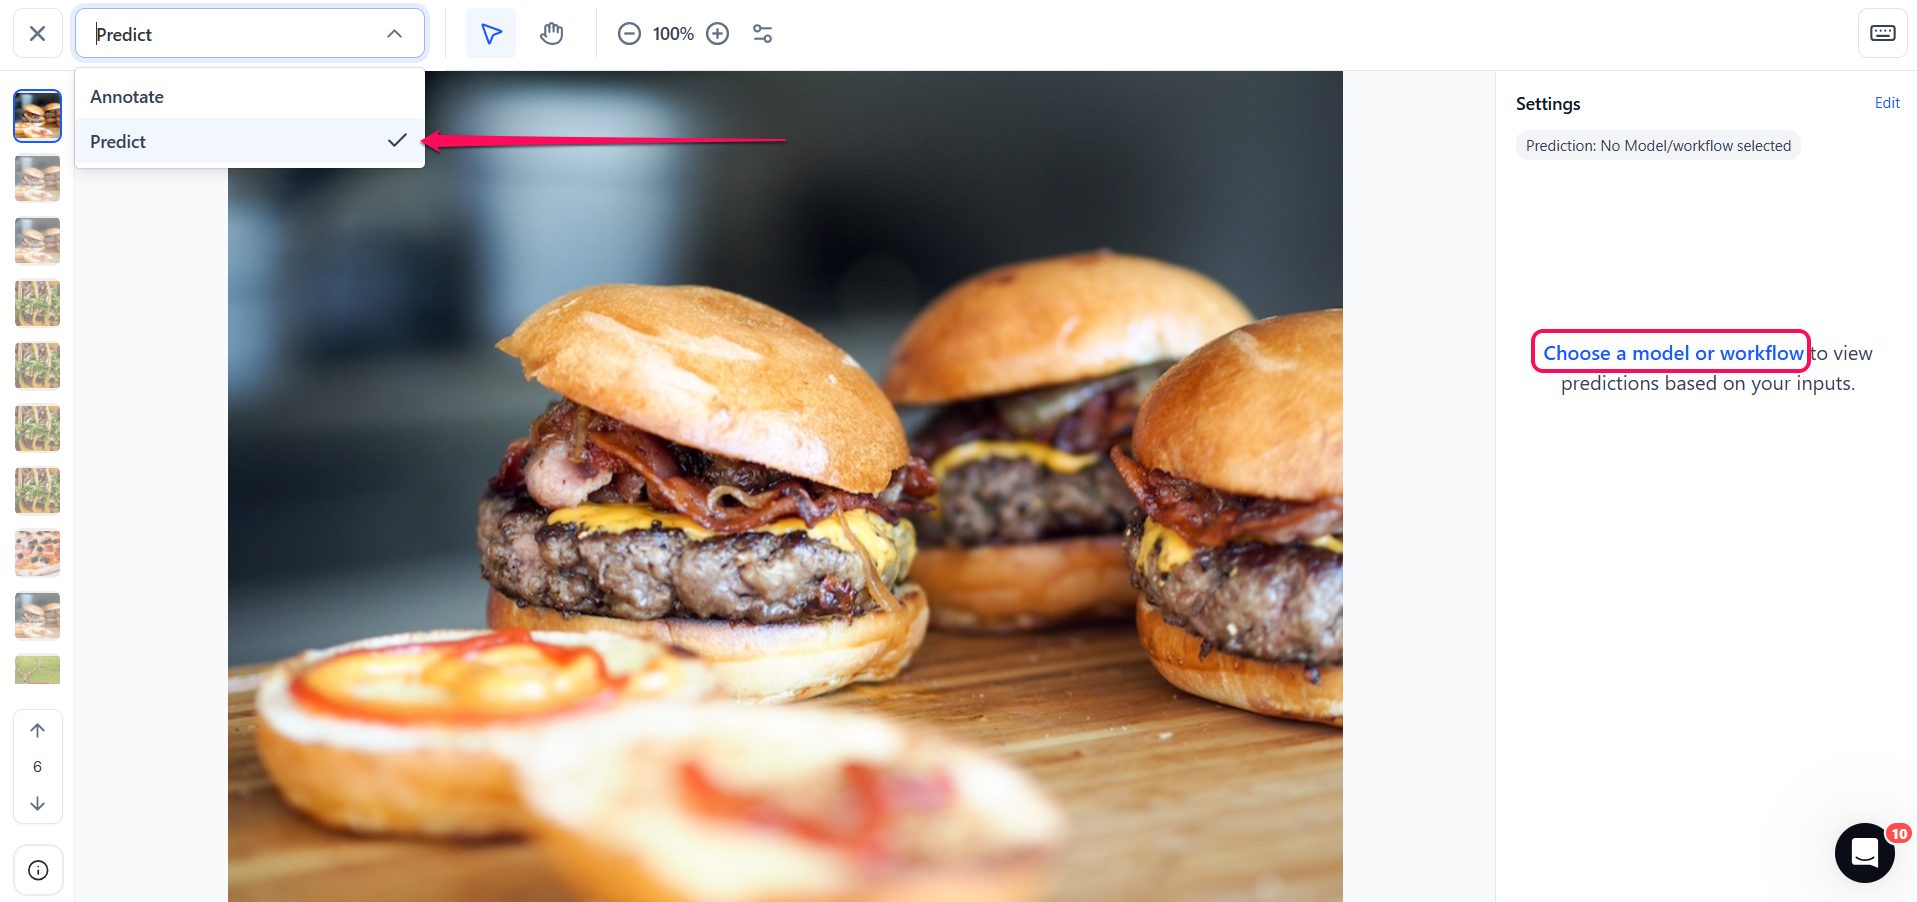 Predict
100%
Annotate
Predict
Settings
Edit
Prediction: No Model/workflow selected
Choose a model or workflow to view
predictions based on your inputs.
6
10